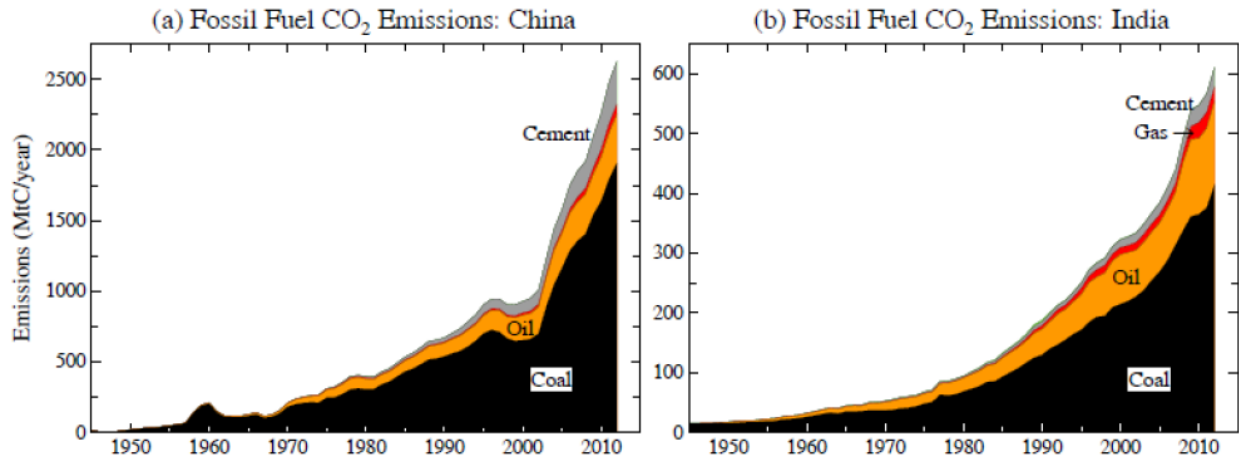 (a) Fossil Fuel CO₂ Emissions: China
Emissions (MtC/year)
2500
2000
1500
1000
500
0
Cement
Oil
Coal
1950 1960 1970 1980 1990 2000 2010
(b) Fossil Fuel CO₂ Emissions: India
600
500
400
300
200
100
0
Cement
Gas
Oil
Coal
1950 1960 1970 1980 1990 2000 2010